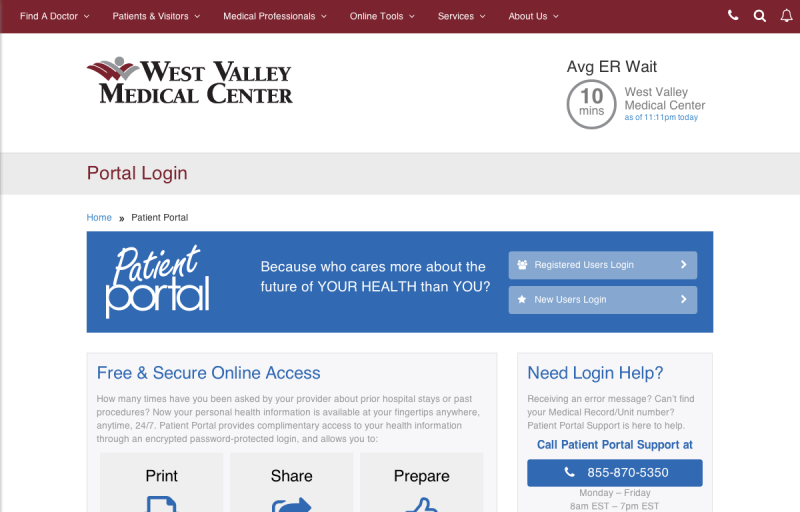 Find A Doctor
Patients & Visitors
Medical Professionals
Online Tools
Services
About Us
WEST VALLEY
MEDICAL CENTER
Avg ER Wait
10
mins
West Valley
Medical Center
as of 11:11pm today
Portal Login
Home » Patient Portal
Patient
portal
Because who cares more about the
future of YOUR HEALTH than YOU?
Registered Users Login
New Users Login
Free & Secure Online Access
How many times have you been asked by your provider about prior hospital stays or past
procedures? Now your personal health information is available at your fingertips anywhere,
anytime, 24/7. Patient Portal provides complimentary access to your health information
through an encrypted password-protected login, and allows you to:
Print
Share
Prepare
Need Login Help?
Receiving an error message? Can't find
your Medical Record/Unit number?
Patient Portal Support is here to help.
Call Patient Portal Support at
855-870-5350
Monday – Friday
8am EST – 7pm EST